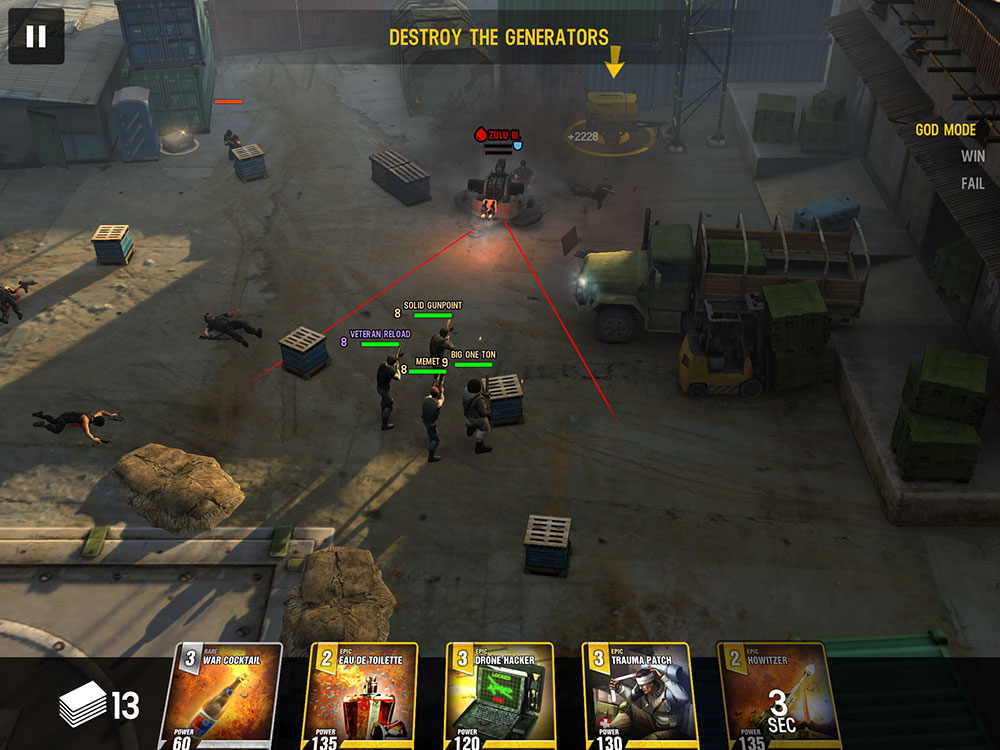 DESTROY THE GENERATORS
GOD MODE
WIN
FAIL
ZULU III
+2228
8 SOLID GUNPOINT
8 VETERAN RELOAD
8 MEMET
9 BIG ONE TON
13
3 RARE
WAR COCKTAIL
POWER
60
2 EPIC
EAU DE TOILETTE
POWER
135
3 EPIC
DRONE HACKER
LOCKED
POWER
120
3 EPIC
TRAUMA PATCH
POWER
130
2 EPIC
HOWITZER
3
SEC
POWER
135